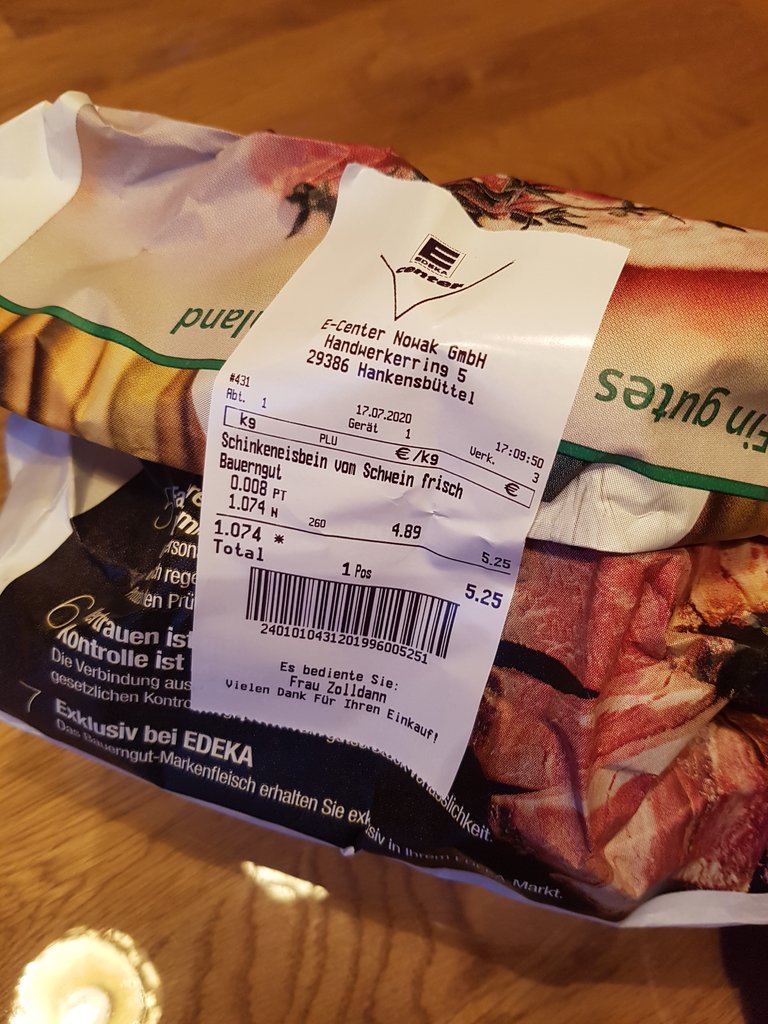 E
EDEKA
center
E-Center Nowak GmbH
Handwerkerring 5
29386 Hankensbüttel
#431
Abt. 1 17.07.2020 17:09:50
Gerät 1 Verk. 3
kg PLU €/kg €
Schinkeneisbein vom Schwein frisch
Bauerngut
0.008 PT
1.074 N 260 4.89 5.25
1.074 *
Total 1 Pos 5.25
2401010431201996005251
Es bediente Sie:
Frau Zolldann
Vielen Dank Für Ihren Einkauf!
Ein gutes
land
6
Kontrolle ist
Die Verbindung aus
gesetzlichen
7 Exklusiv bei EDEKA
Das Bauerngut-Markenfleisch erhalten Sie
in Ihrem EDEKA-Markt.